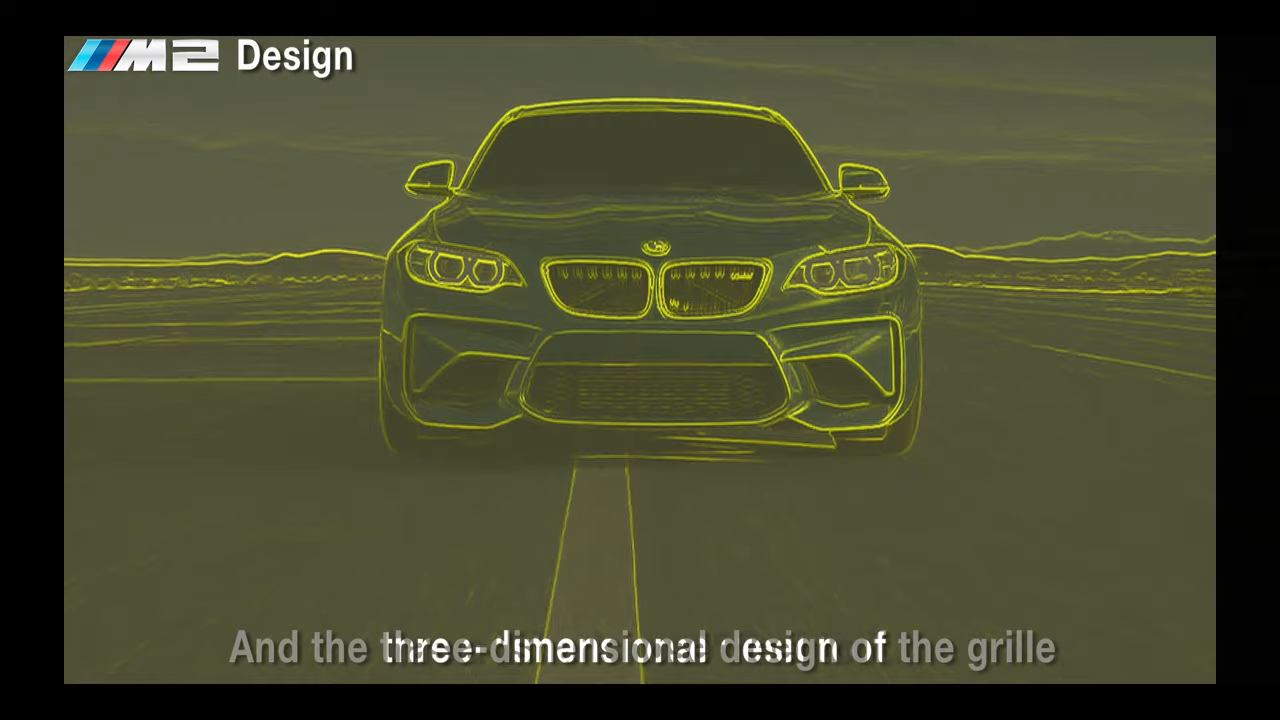 M2 Design
And the three-dimensional design of the grille